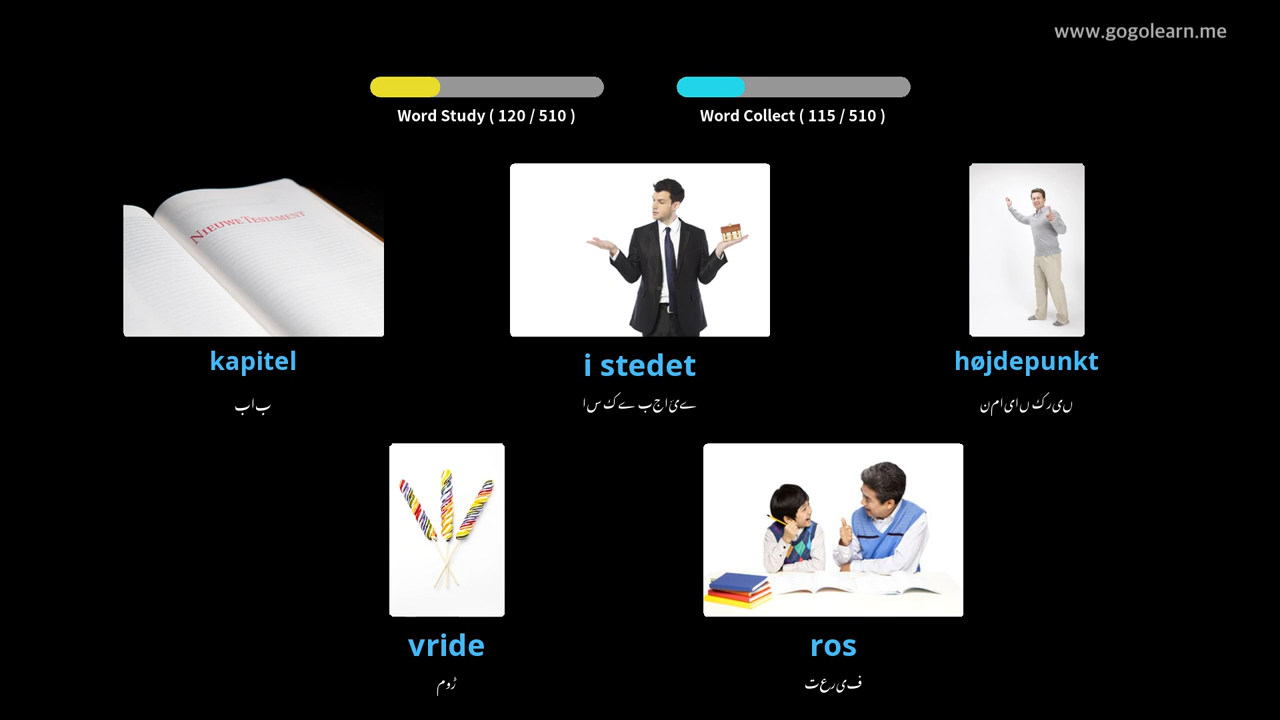 www.gogolearn.me
Word Study ( 120 / 510 )
Word Collect ( 115 / 510 )
NIEUWE TESTAMENT
kapitel
i stedet
højdepunkt
باب
اس کے بجائے
نمایاں کریں
vride
ros
موڑ
تعریف